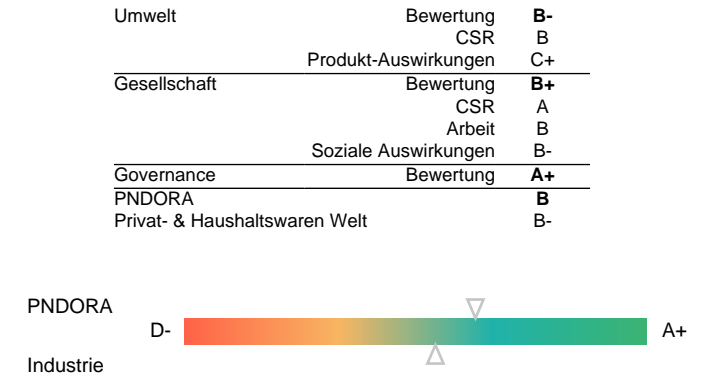 Umwelt Bewertung B-
CSR B
Produkt-Auswirkungen C+
Gesellschaft Bewertung B+
CSR A
Arbeit B
Soziale Auswirkungen B-
Governance Bewertung A+
PNDORA B
Privat- & Haushaltswaren Welt B-
PNDORA
D- A+
Industrie